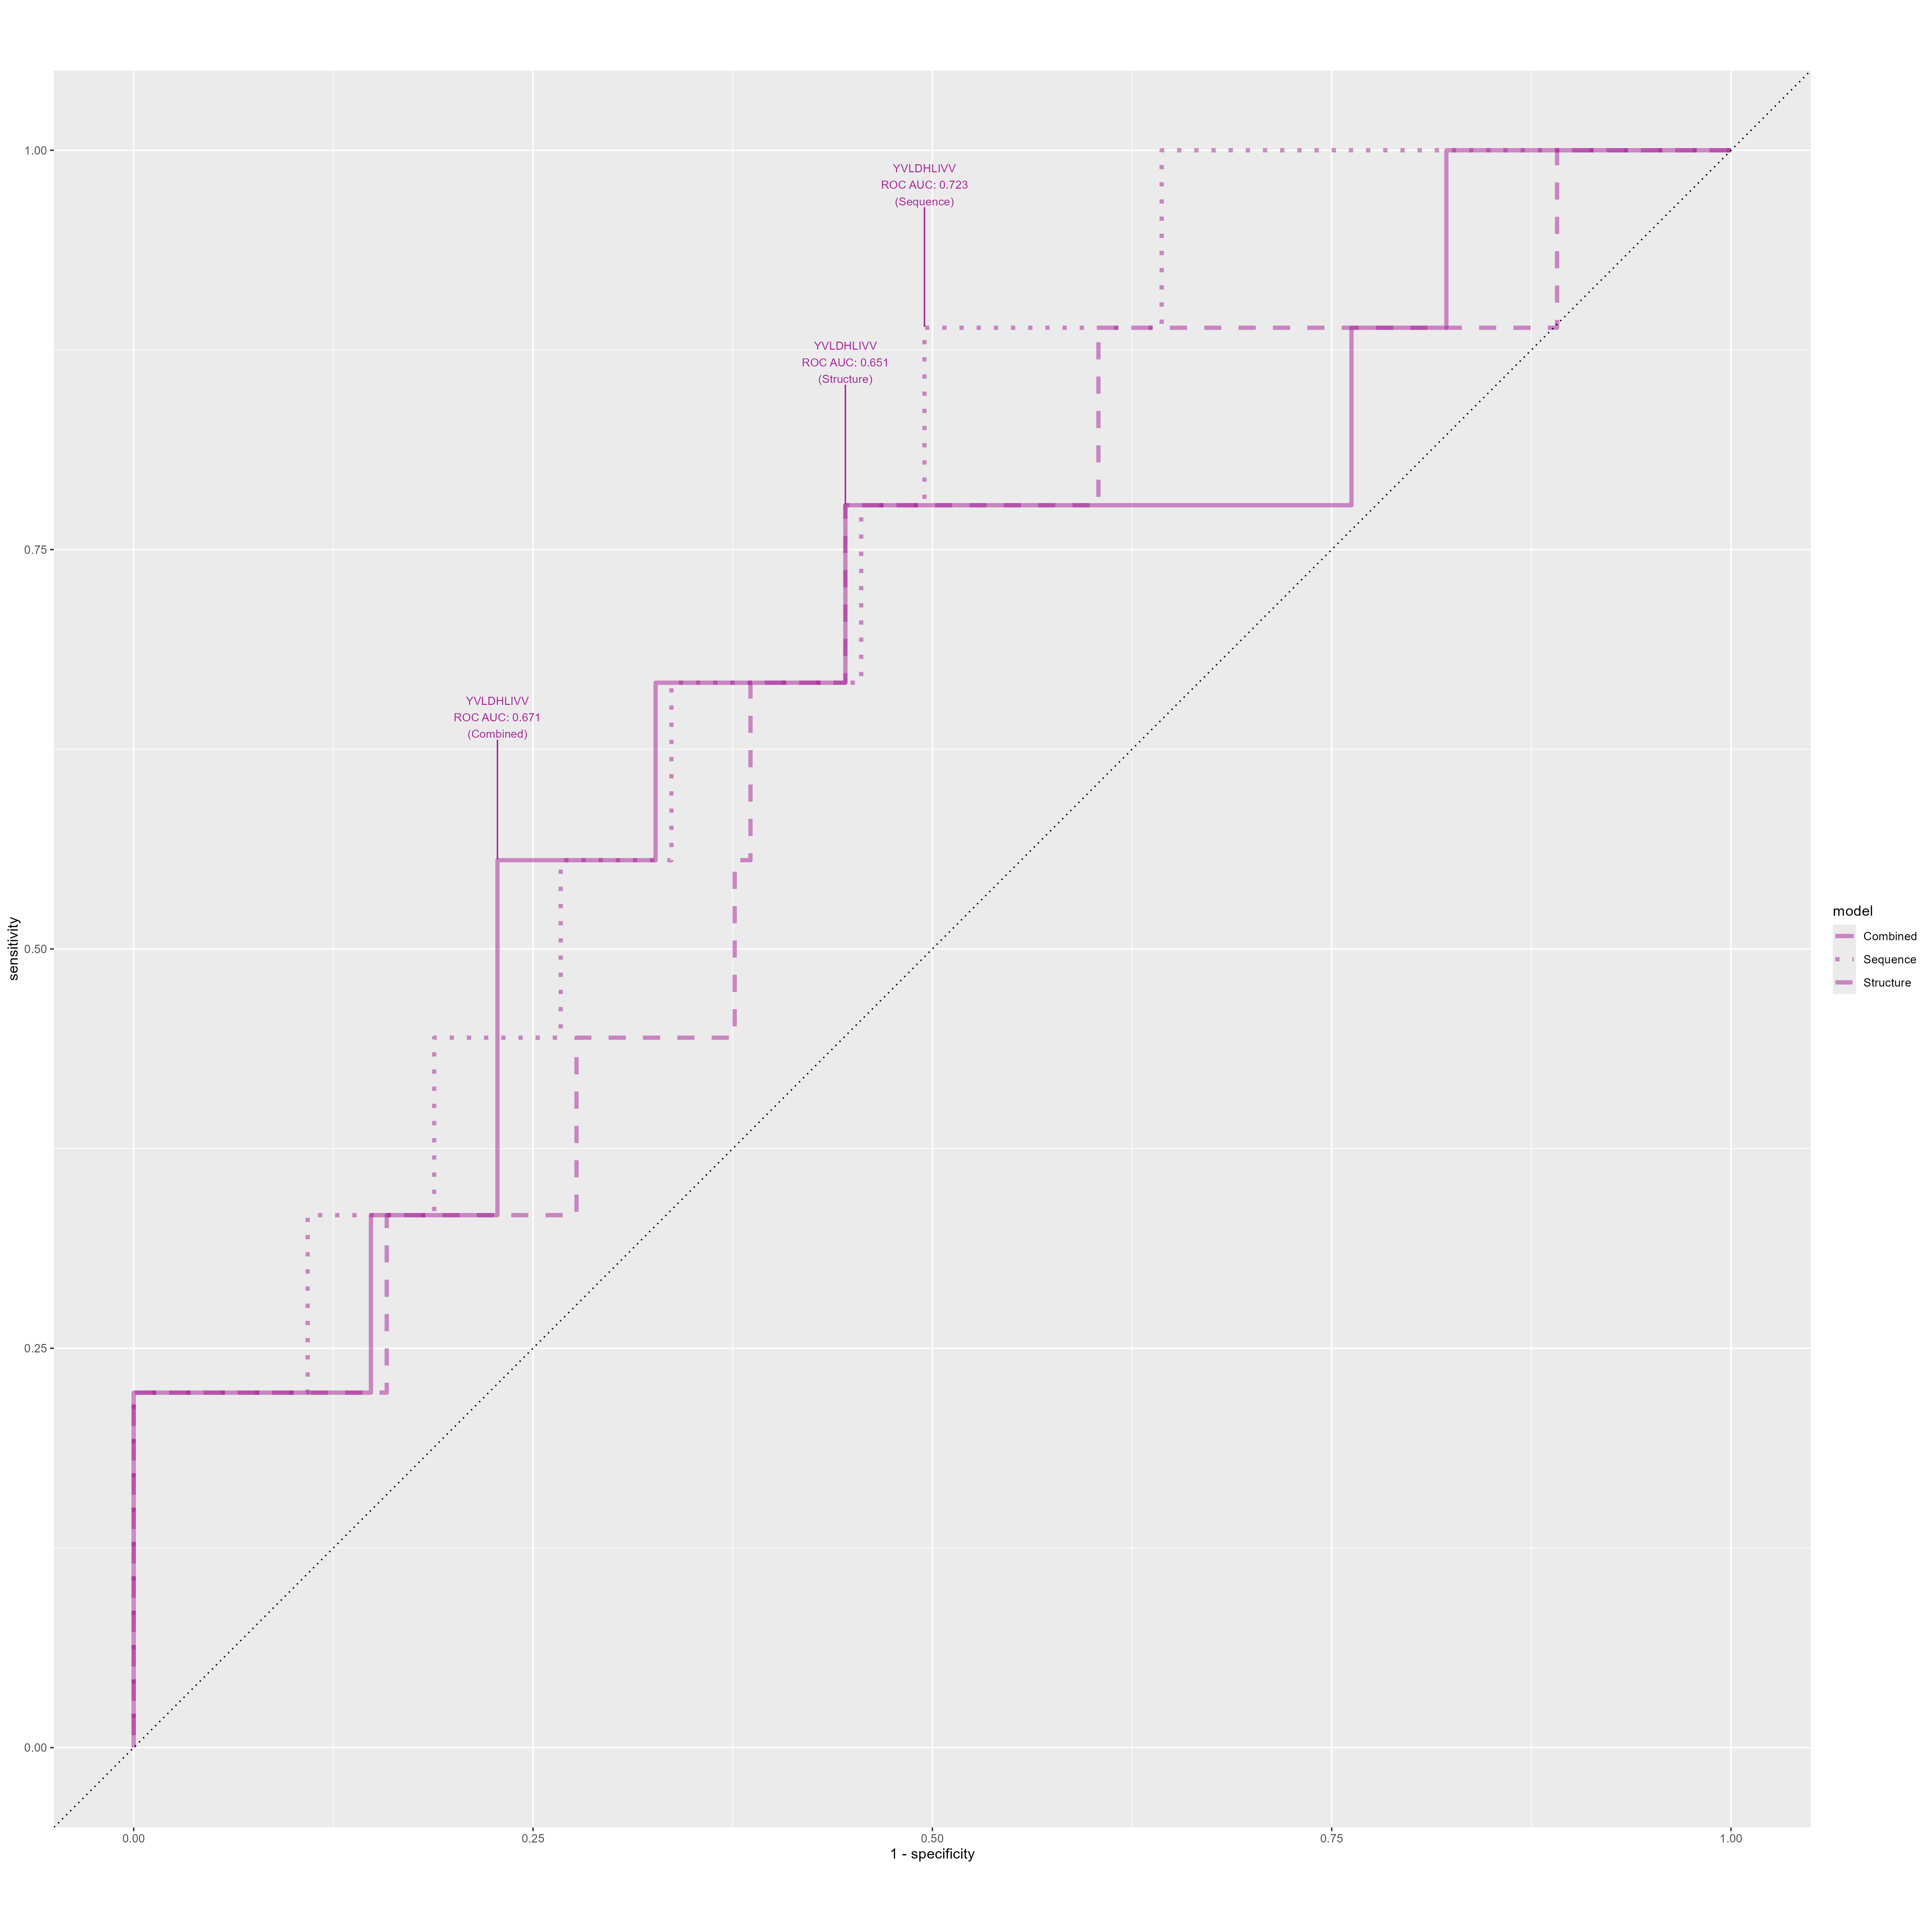 YVLDHLIVV
ROC AUC: 0.723
(Sequence)
YVLDHLIVV
ROC AUC: 0.651
(Structure)
YVLDHLIVV
ROC AUC: 0.671
(Combined)
1.00
0.75
0.50
0.25
0.00
sensitivity
0.00
0.25
0.50
0.75
1.00
1 - specificity
model
Combined
Sequence
Structure